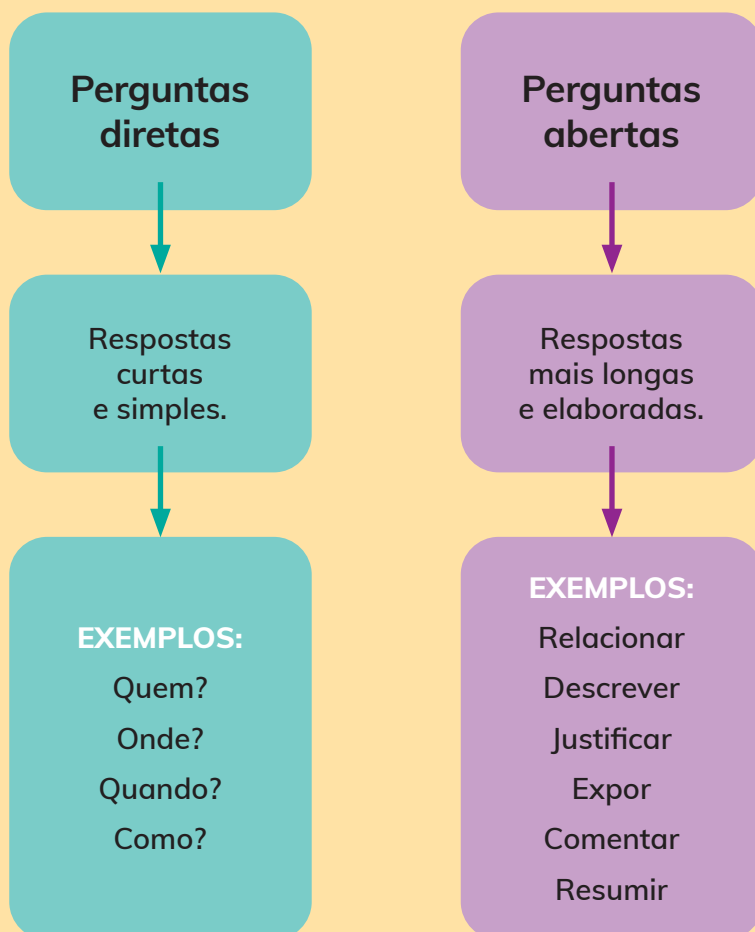 Perguntas
diretas
Respostas
curtas
e simples.
EXEMPLOS:
Quem?
Onde?
Quando?
Como?
Perguntas
abertas
Respostas
mais longas
e elaboradas.
EXEMPLOS:
Relacionar
Descrever
Justificar
Expor
Comentar
Resumir